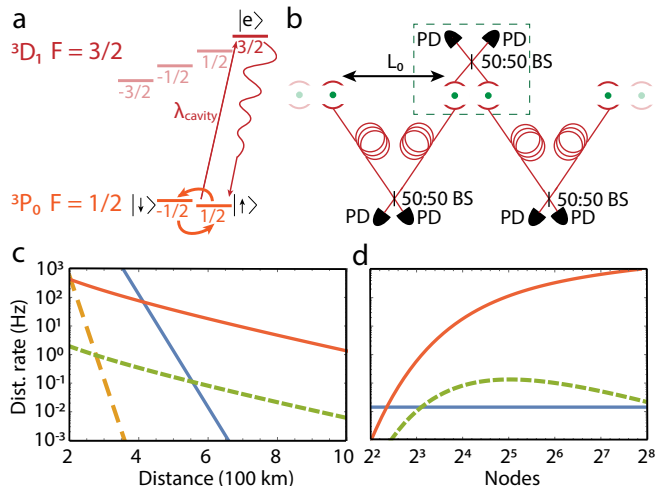 a
|e⟩
³D₁ F = 3/2
3/2
1/2
-1/2
-3/2
λcavity
³P₀ F = 1/2
|↓⟩
-1/2
1/2
|↑⟩
b
PD
PD
50:50 BS
L₀
50:50 BS
50:50 BS
PD
PD
PD
PD
c
Dist. rate (Hz)
10³
10²
10⁰
10⁻¹
10⁻²
10⁻³
2
4
6
8
10
Distance (100 km)
d
2²
2³
2⁴
2⁵
2⁶
2⁷
2⁸
Nodes